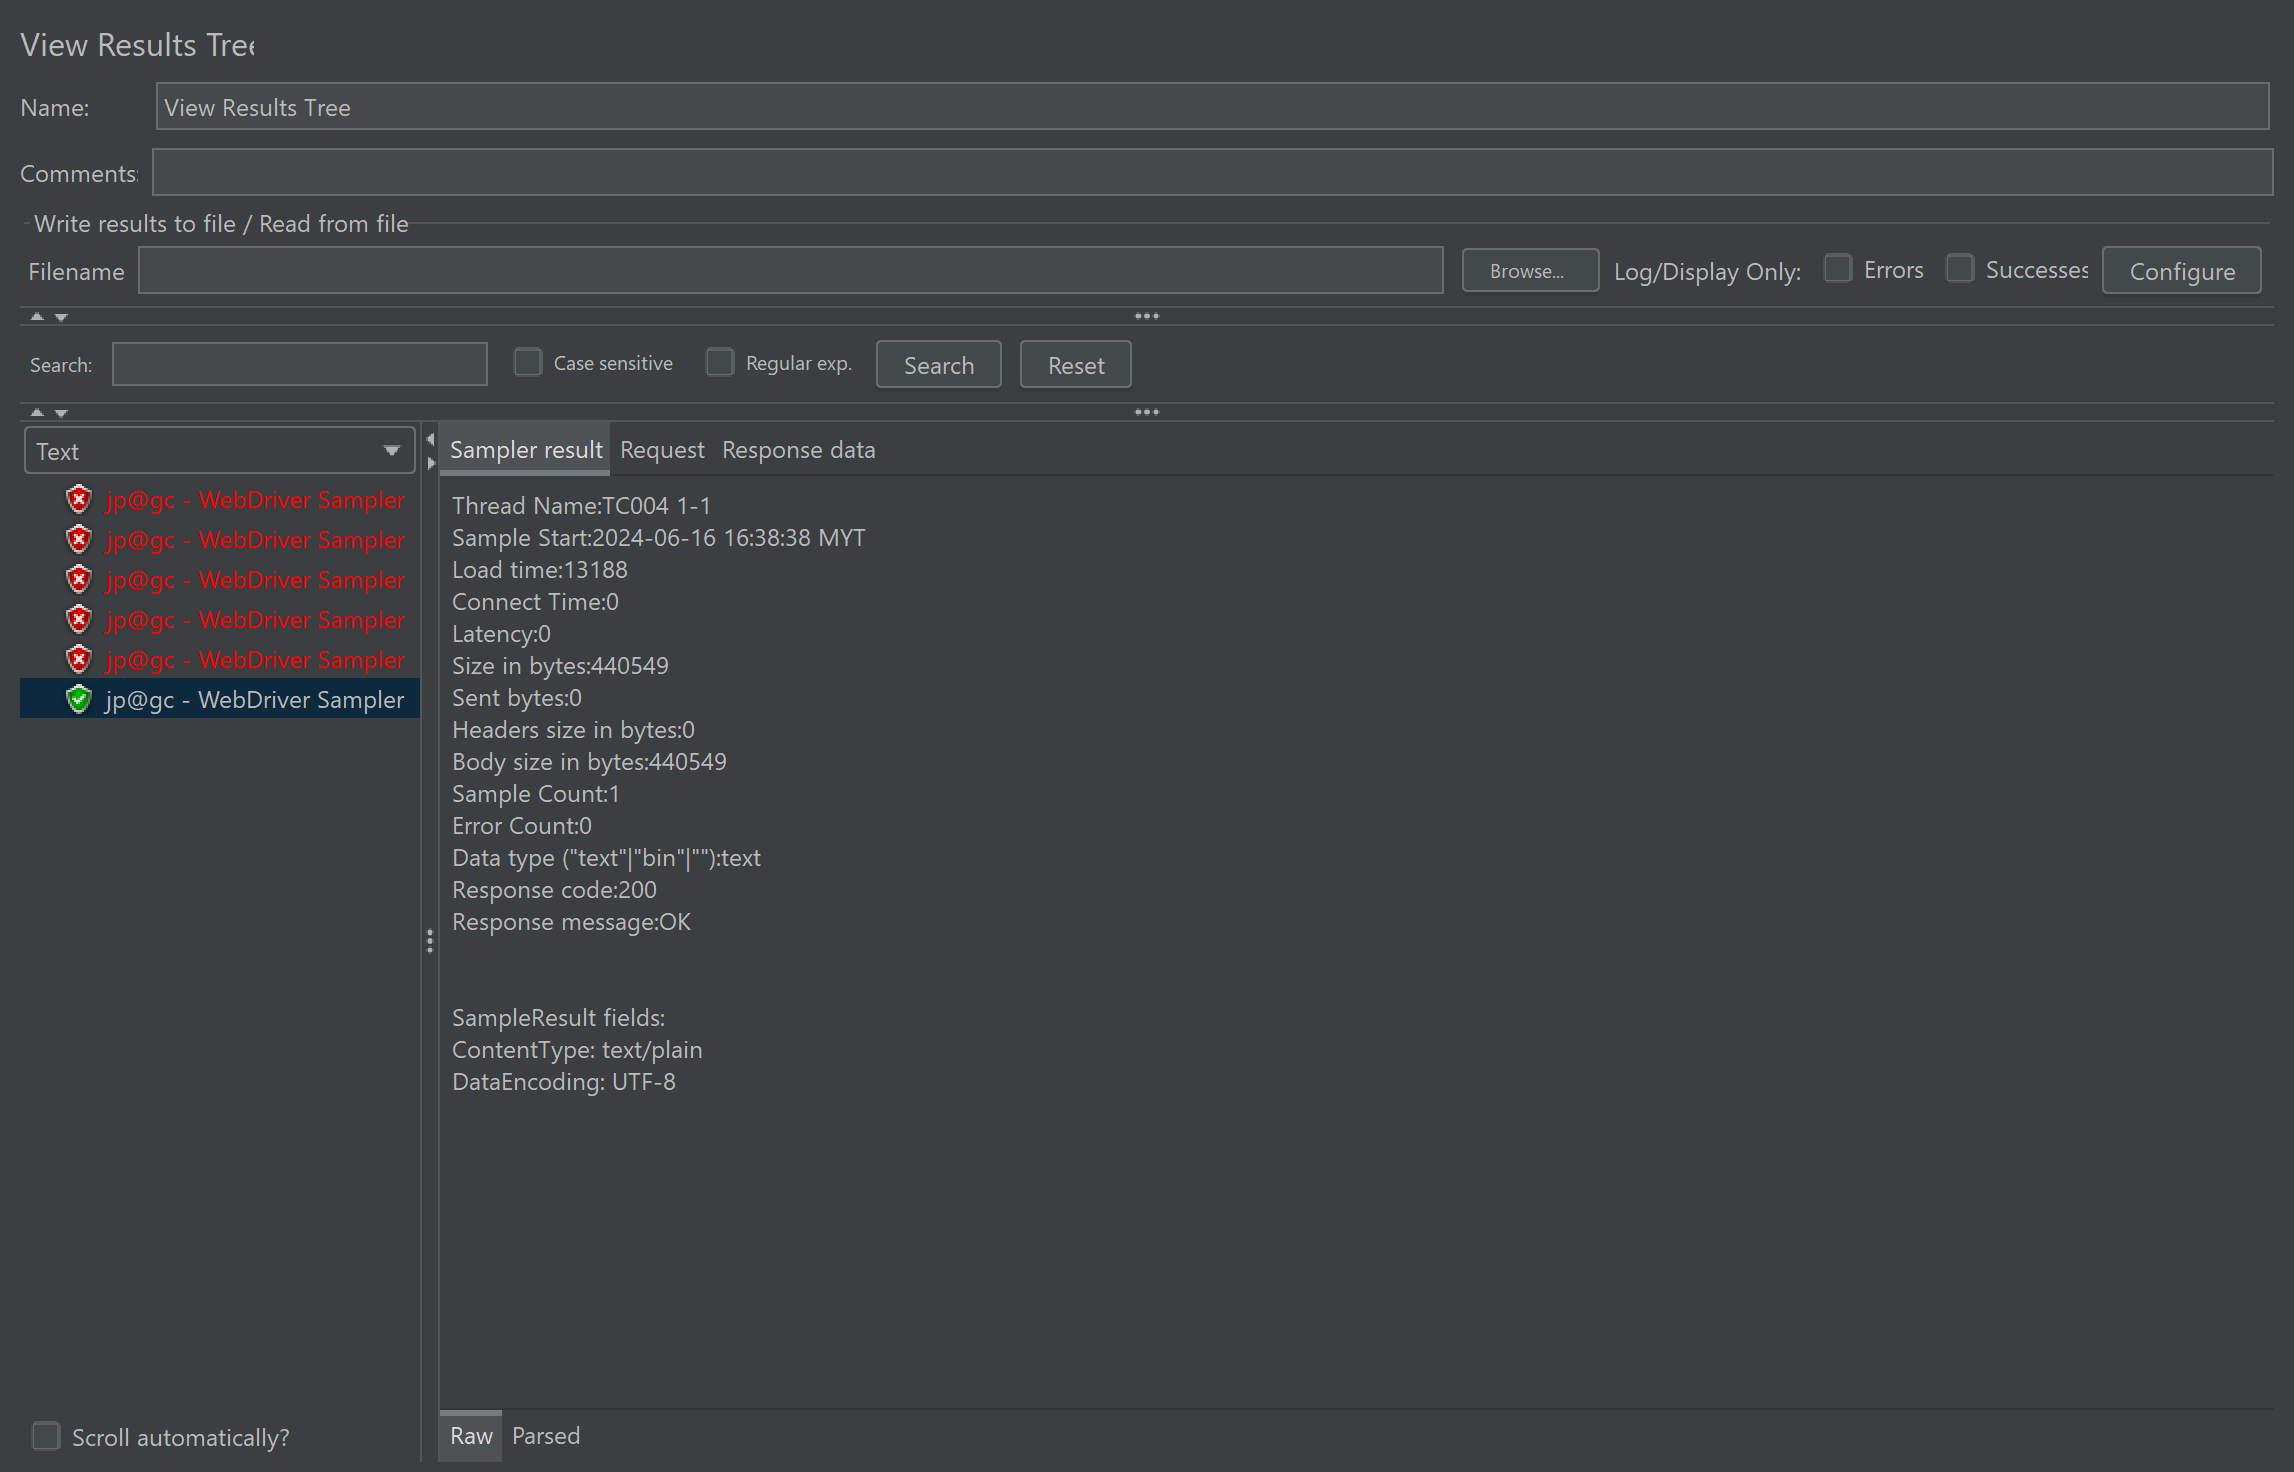 View Results Tree
Name: View Results Tree
Comments:
Write results to file / Read from file
Filename Browse... Log/Display Only: Errors Successes Configure
Search: Case sensitive Regular exp. Search Reset
Text
jp@gc - WebDriver Sampler
jp@gc - WebDriver Sampler
jp@gc - WebDriver Sampler
jp@gc - WebDriver Sampler
jp@gc - WebDriver Sampler
jp@gc - WebDriver Sampler
Scroll automatically?
Sampler result Request Response data
Thread Name:TC004 1-1
Sample Start:2024-06-16 16:38:38 MYT
Load time:13188
Connect Time:0
Latency:0
Size in bytes:440549
Sent bytes:0
Headers size in bytes:0
Body size in bytes:440549
Sample Count:1
Error Count:0
Data type ("text"|"bin"|""):text
Response code:200
Response message:OK
SampleResult fields:
ContentType: text/plain
DataEncoding: UTF-8
Raw Parsed